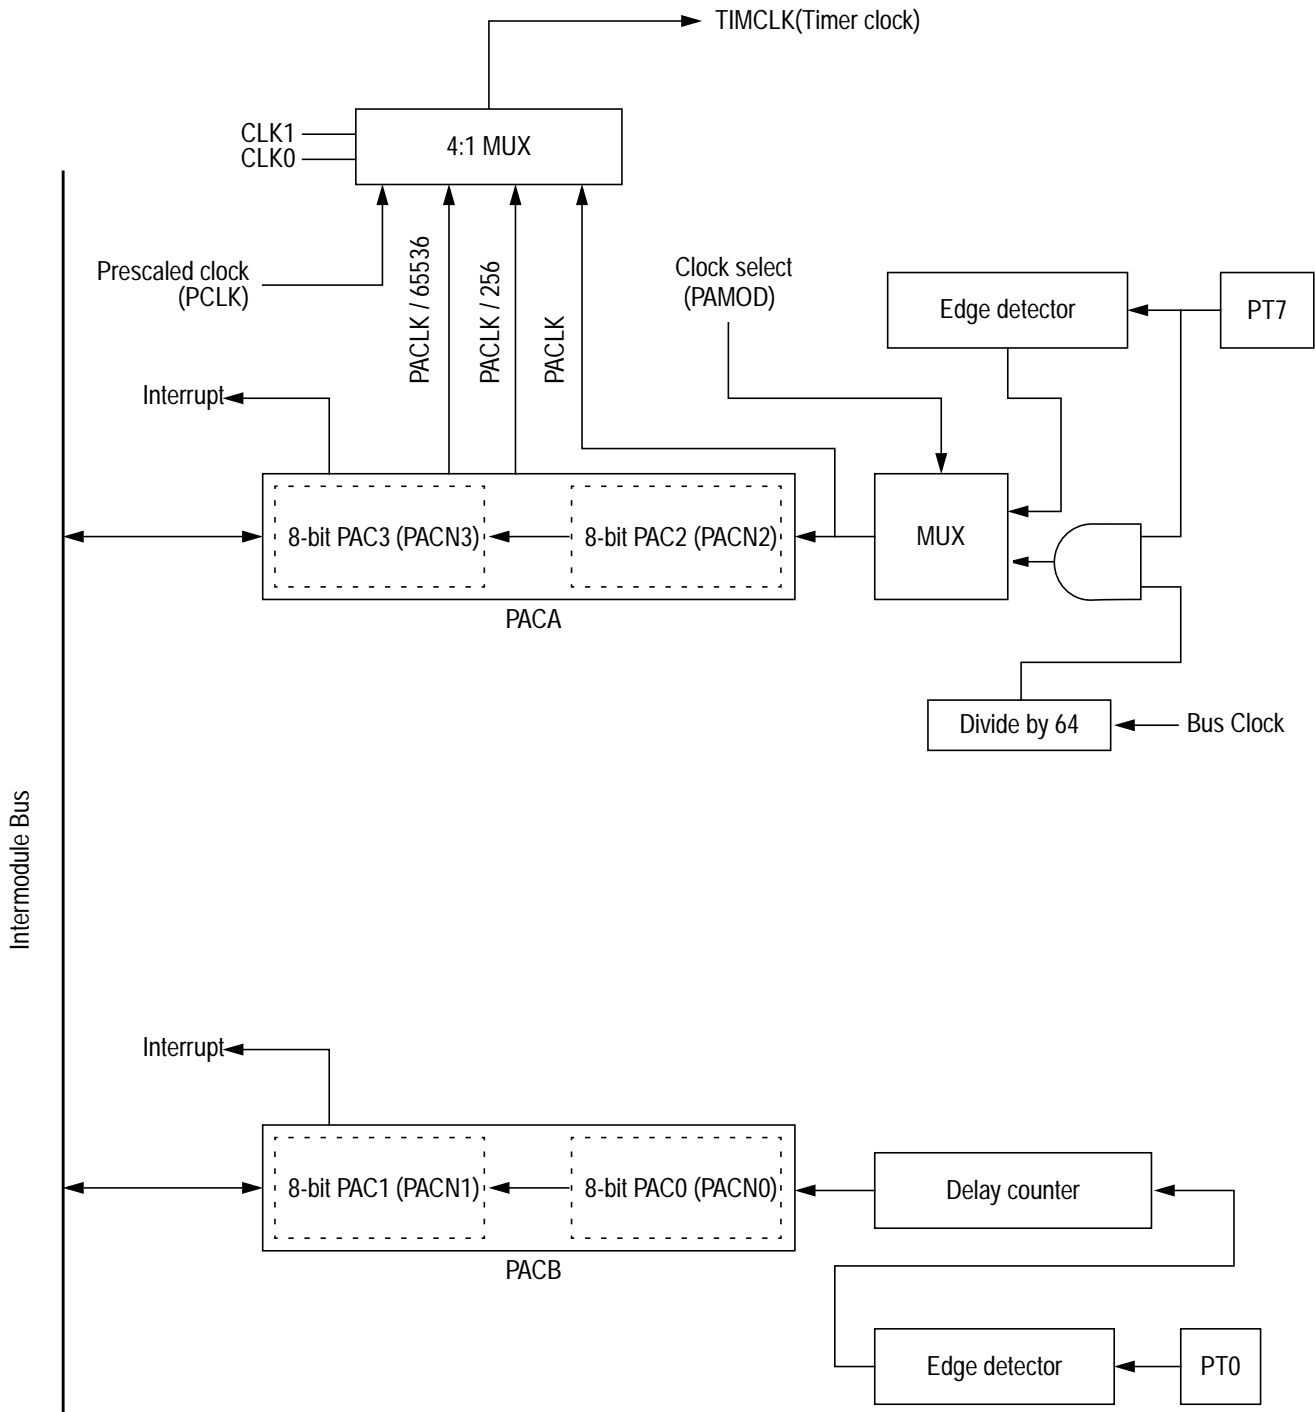 TIMCLK(Timer clock)
CLK1
CLK0
4:1 MUX
Prescaled clock
(PCLK)
PACLK / 65536
PACLK / 256
PACLK
Clock select
(PAMOD)
Edge detector
PT7
Interrupt
8-bit PAC3 (PACN3)
8-bit PAC2 (PACN2)
MUX
PACA
Divide by 64
Bus Clock
Intermodule Bus
Interrupt
8-bit PAC1 (PACN1)
8-bit PAC0 (PACN0)
Delay counter
PACB
Edge detector
PT0